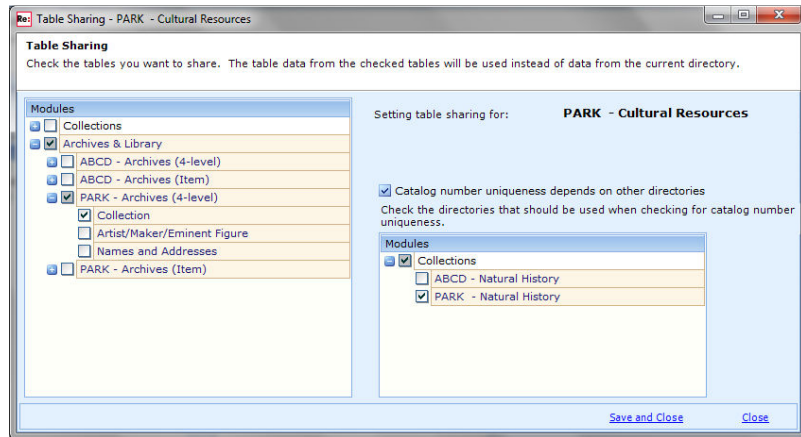 Re: Table Sharing - PARK - Cultural Resources
Table Sharing
Check the tables you want to share. The table data from the checked tables will be used instead of data from the current directory.
Modules
Collections
Archives & Library
ABCD - Archives (4-level)
ABCD - Archives (Item)
PARK - Archives (4-level)
Collection
Artist/Maker/Eminent Figure
Names and Addresses
PARK - Archives (Item)
Setting table sharing for: PARK - Cultural Resources
Catalog number uniqueness depends on other directories
Check the directories that should be used when checking for catalog number
uniqueness.
Modules
Collections
ABCD - Natural History
PARK - Natural History
Save and Close Close